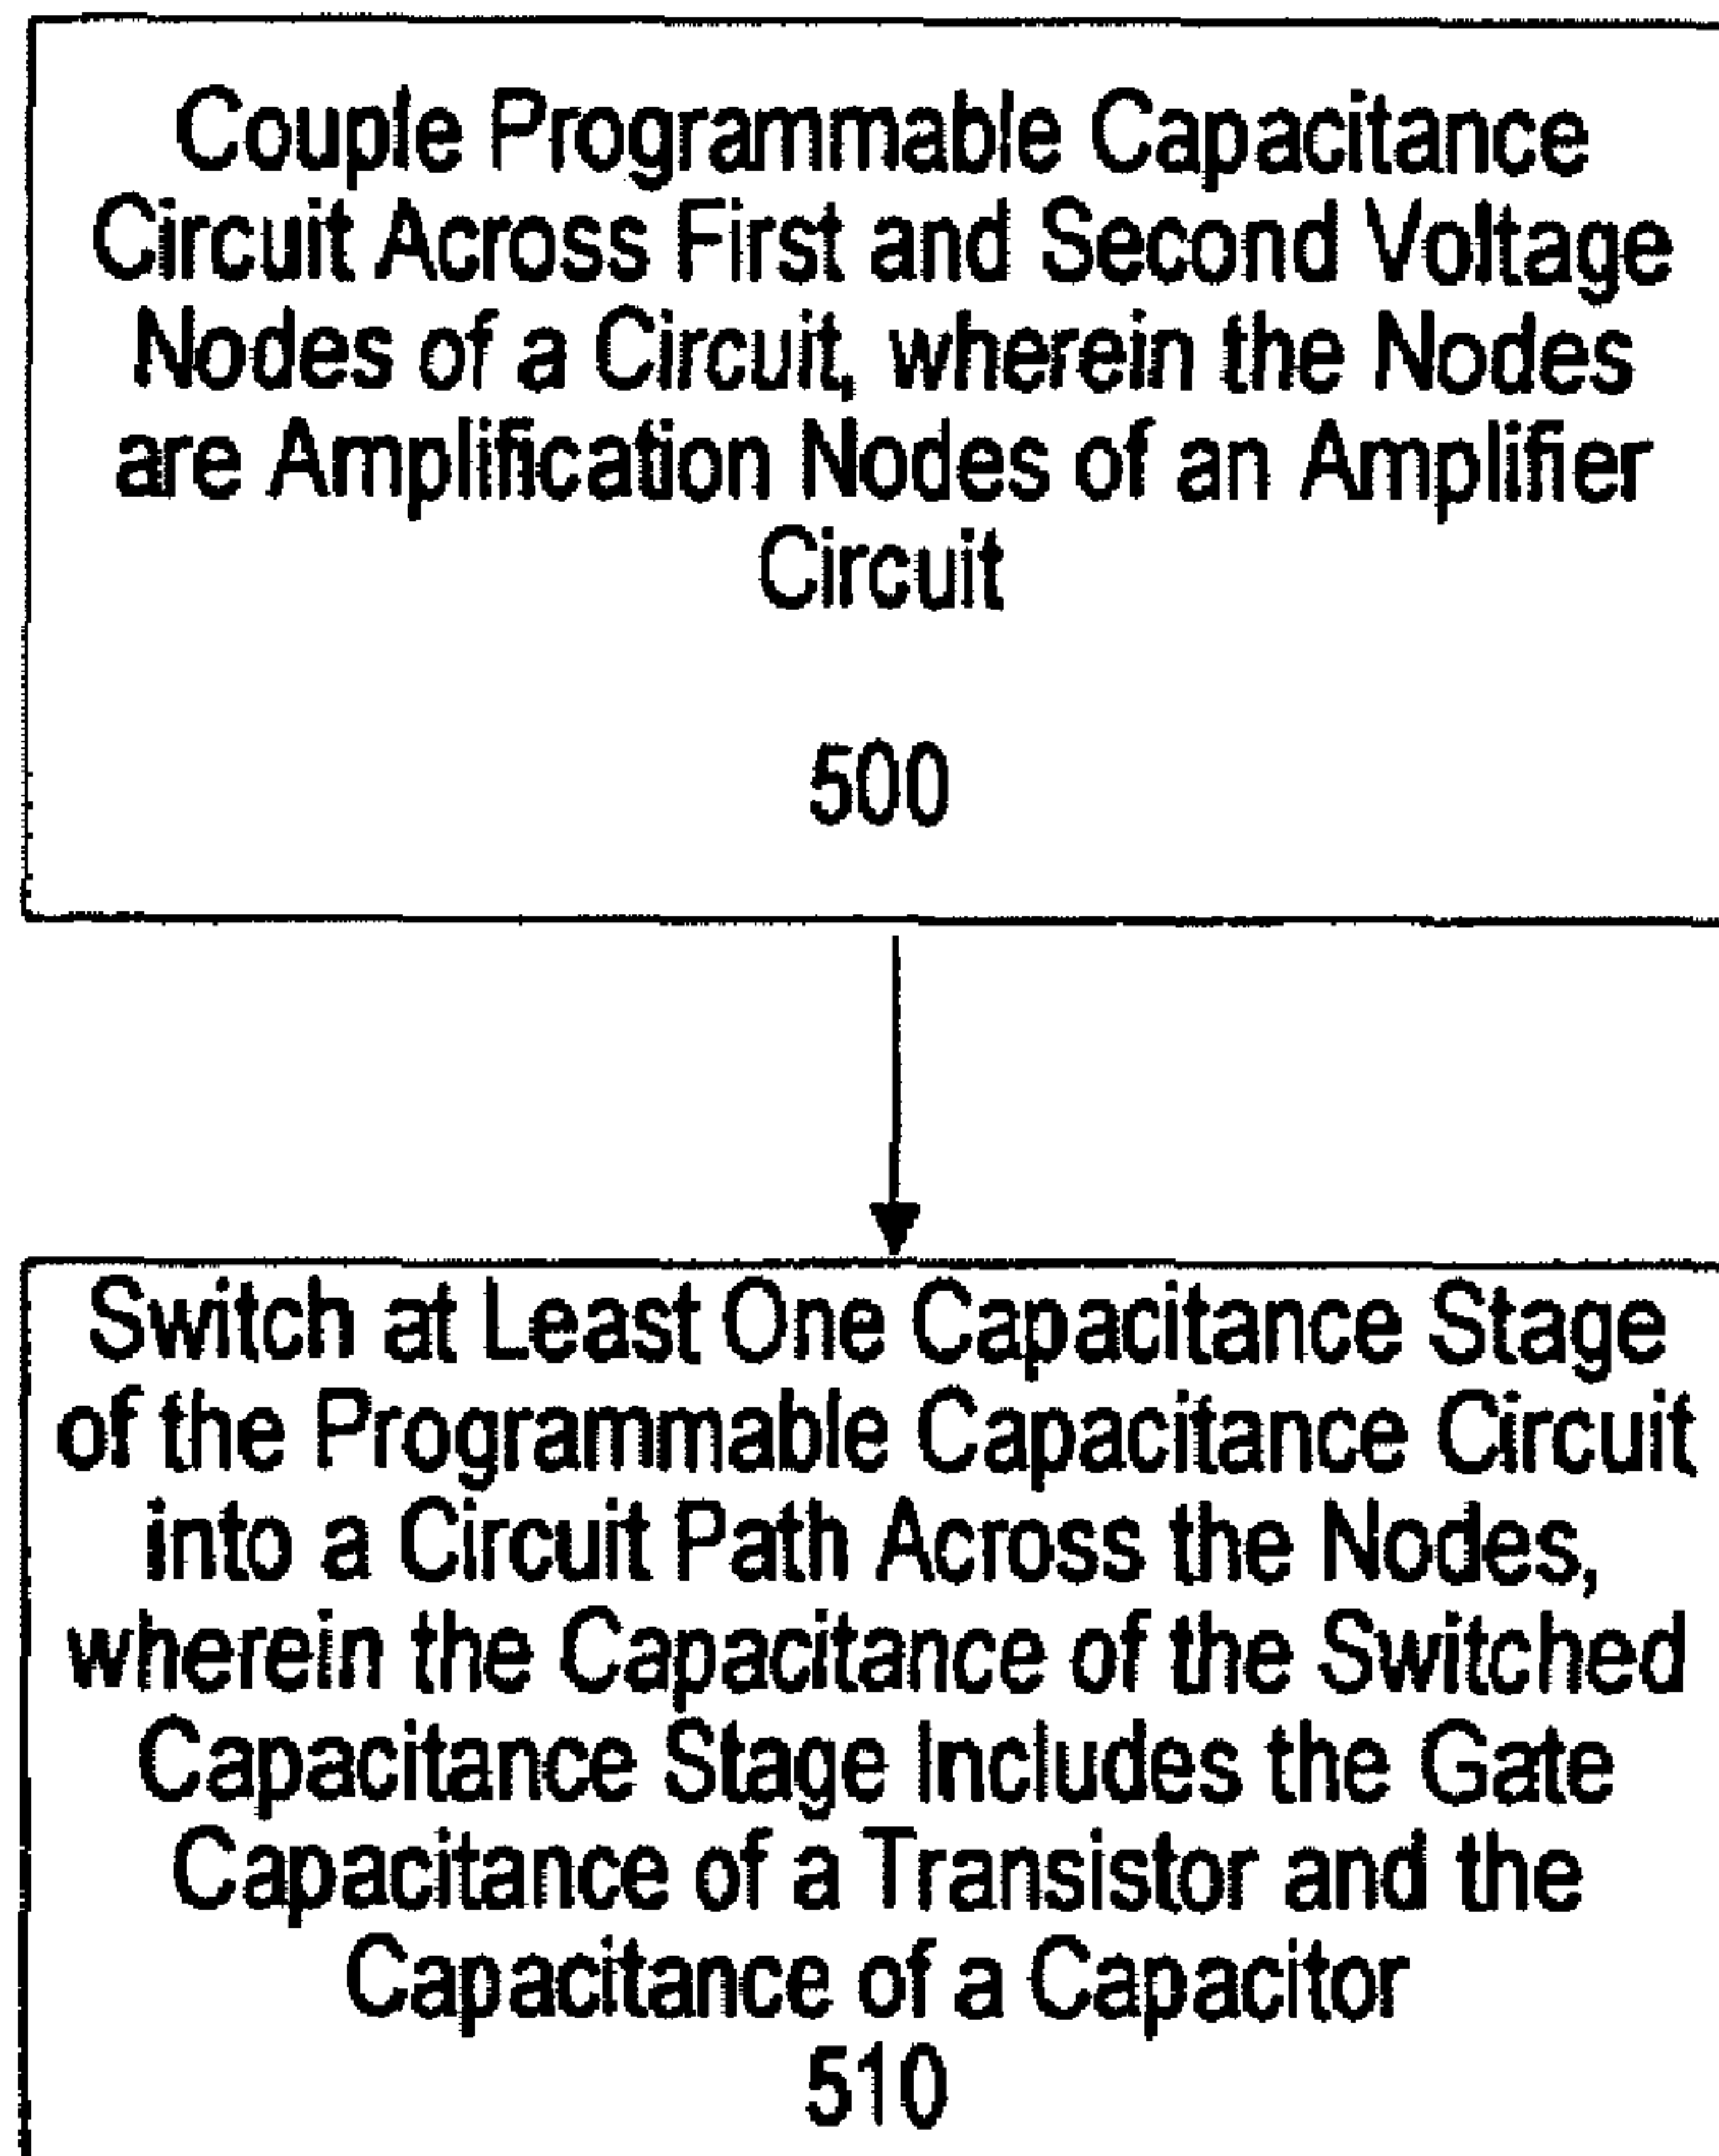 Couple Programmable Capacitance
Circuit Across First and Second Voltage
Nodes of a Circuit, wherein the Nodes
are Amplification Nodes of an Amplifier
Circuit
500
Switch at Least One Capacitance Stage
of the Programmable Capacitance Circuit
into a Circuit Path Across the Nodes,
wherein the Capacitance of the Switched
Capacitance Stage Includes the Gate
Capacitance of a Transistor and the
Capacitance of a Capacitor
510